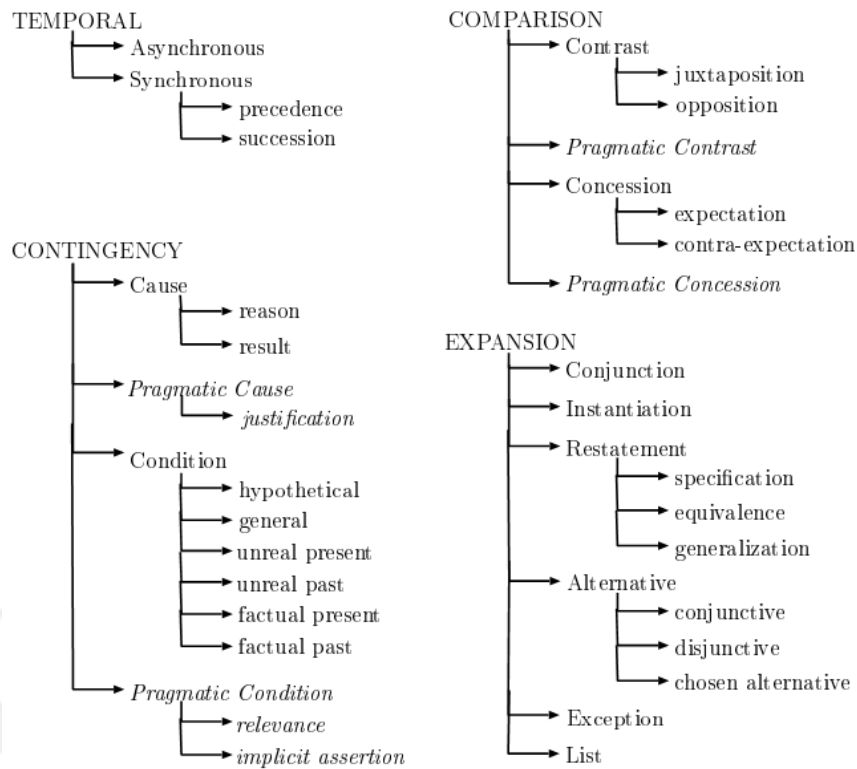 TEMPORAL
Asynchronous
Synchronous
precedence
succession
CONTINGENCY
Cause
reason
result
Pragmatic Cause
justification
Condition
hypothetical
general
unreal present
unreal past
factual present
factual past
Pragmatic Condition
relevance
implicit assertion
COMPARISON
Contrast
juxtaposition
opposition
Pragmatic Contrast
Concession
expectation
contra-expectation
Pragmatic Concession
EXPANSION
Conjunction
Instantiation
Restatement
specification
equivalence
generalization
Alternative
conjunctive
disjunctive
chosen alternative
Exception
List